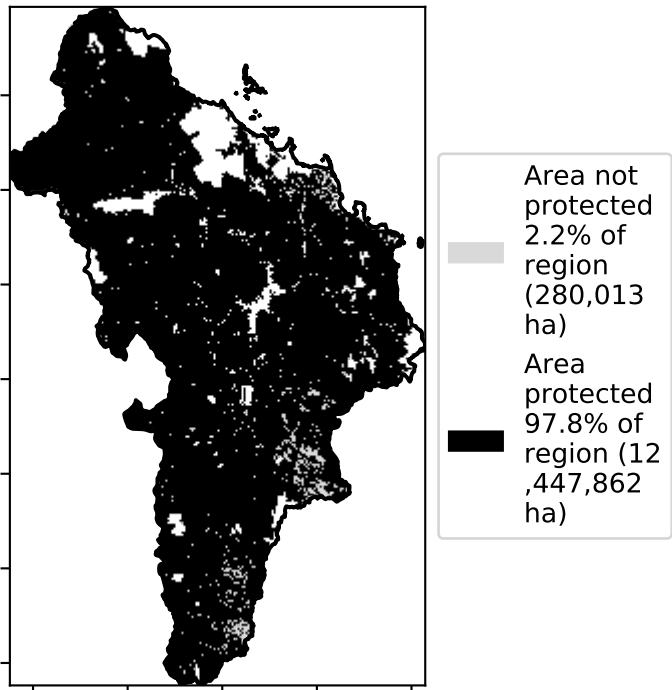 Area not
protected
2.2% of
region
(280,013
ha)
Area
protected
97.8% of
region (12
,447,862
ha)